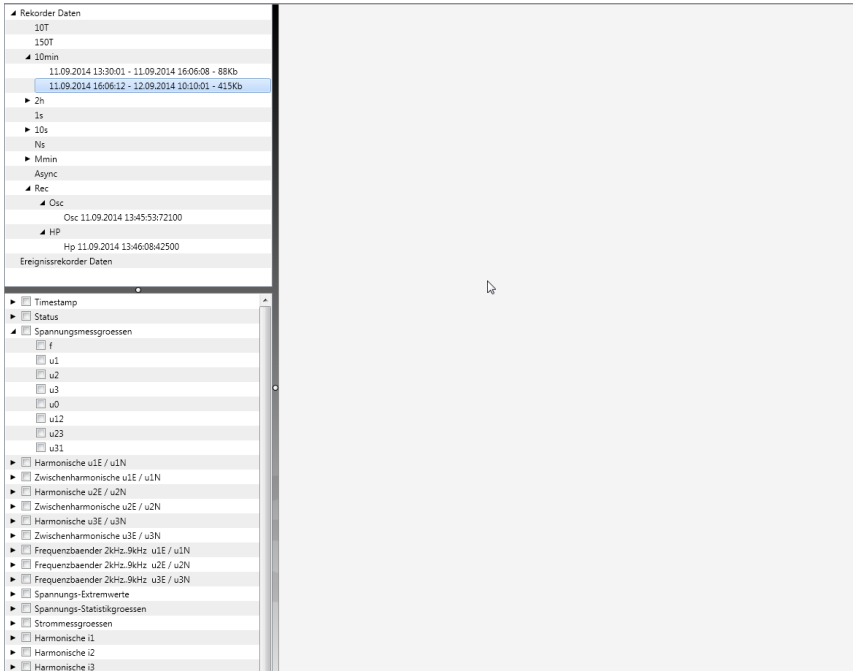 Rekorder Daten
10T
150T
10min
11.09.2014 13:30:01 - 11.09.2014 16:06:08 - 88Kb
11.09.2014 16:06:12 - 12.09.2014 10:10:01 - 415Kb
2h
1s
10s
Ns
Mmin
Async
Rec
Osc
Osc 11.09.2014 13:45:53:72100
HP
Hp 11.09.2014 13:46:08:42500
Ereignissrekorder Daten
Timestamp
Status
Spannungsmessgroessen
f
u1
u2
u3
u0
u12
u23
u31
Harmonische u1E / u1N
Zwischenharmonische u1E / u1N
Harmonische u2E / u2N
Zwischenharmonische u2E / u2N
Harmonische u3E / u3N
Zwischenharmonische u3E / u3N
Frequenzbaender 2kHz..9kHz  u1E / u1N
Frequenzbaender 2kHz..9kHz  u2E / u2N
Frequenzbaender 2kHz..9kHz  u3E / u3N
Spannungs-Extremwerte
Spannungs-Statistikgroessen
Strommessgroessen
Harmonische i1
Harmonische i2
Harmonische i3